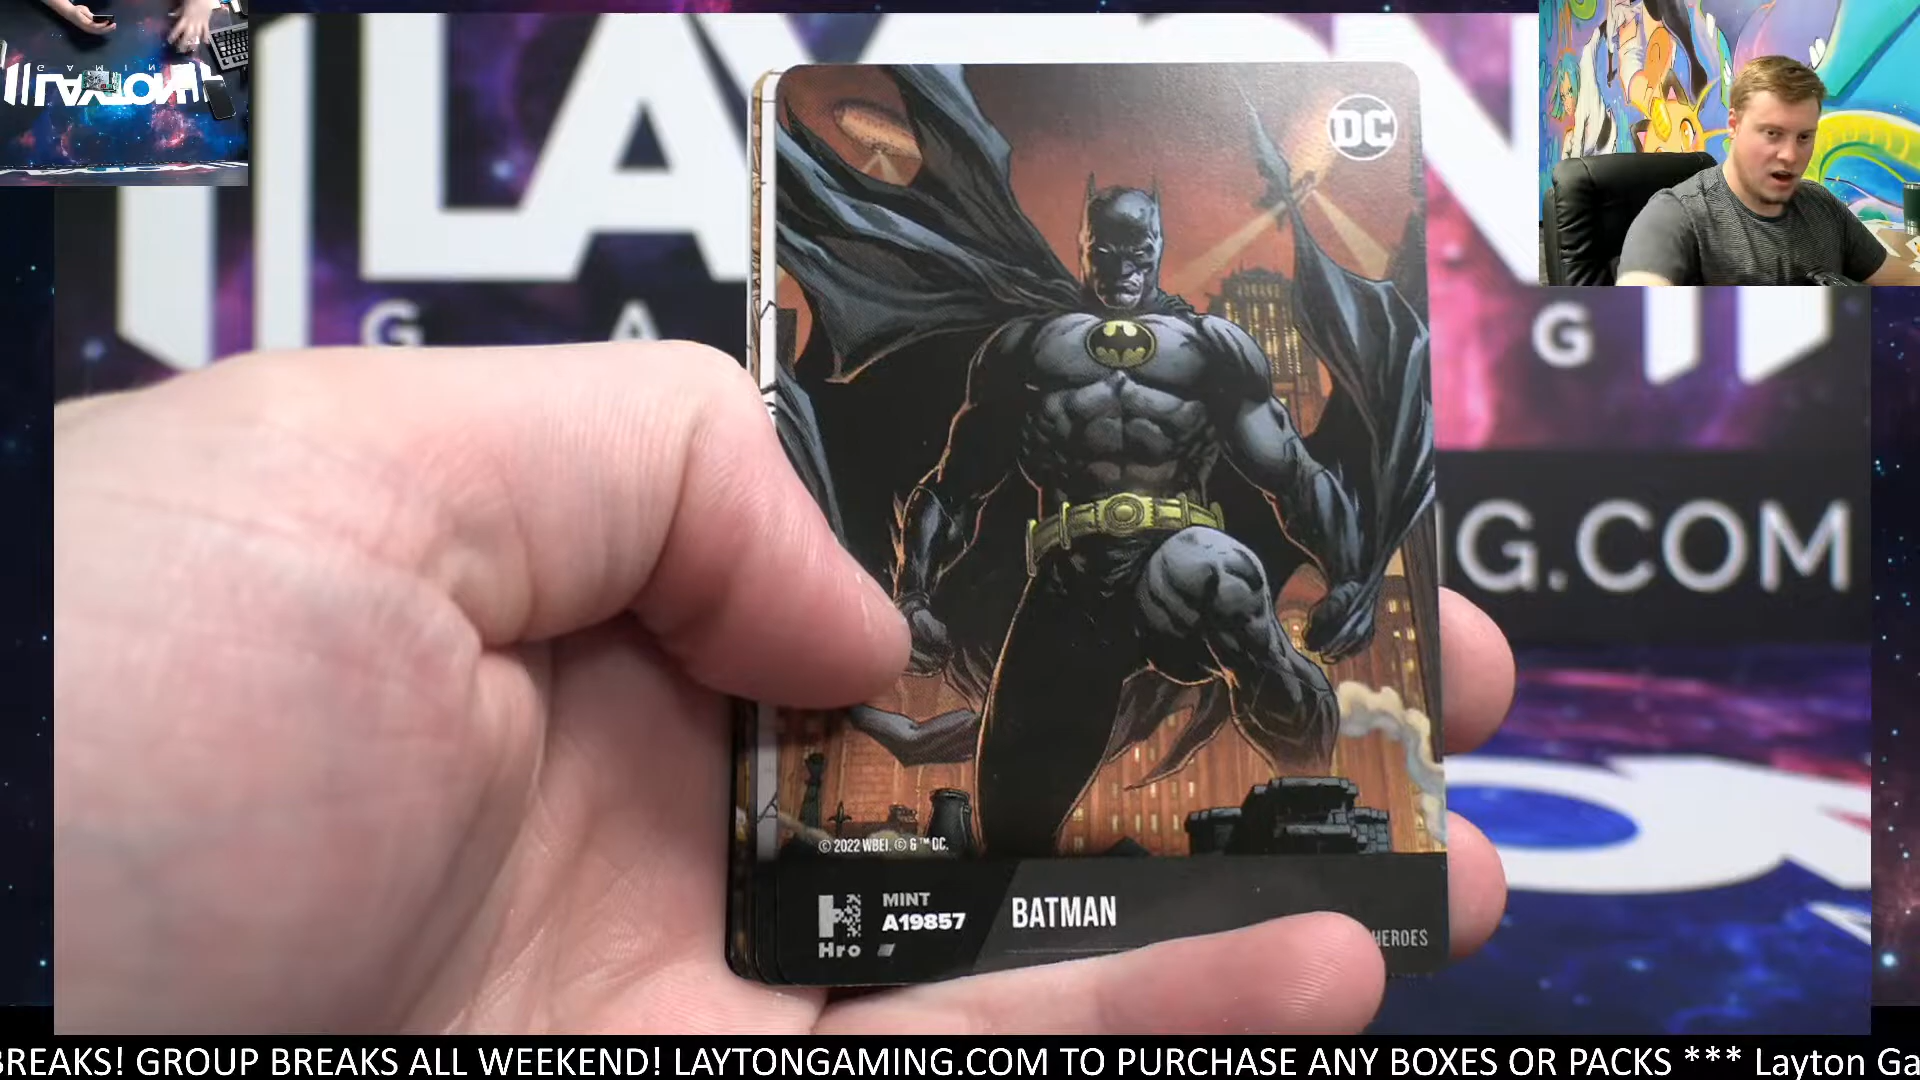 LAYTON
G A
G
G.COM
DC
© 2022 WBEI. © & ™ DC.
MINT
A19857
Hro
BATMAN
HEROES
BREAKS! GROUP BREAKS ALL WEEKEND! LAYTONGAMING.COM TO PURCHASE ANY BOXES OR PACKS *** Layton Ga